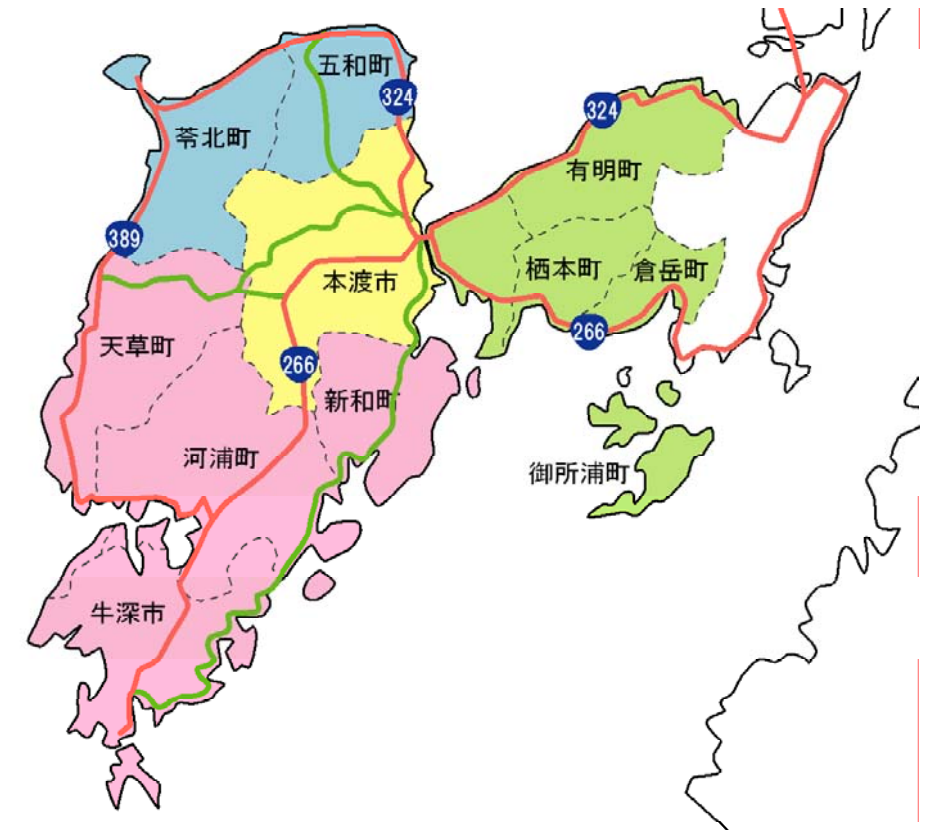 五和町
324
324
苓北町
有明町
389
本渡市
栖本町
倉岳町
天草町
266
266
新和町
河浦町
御所浦町
牛深市